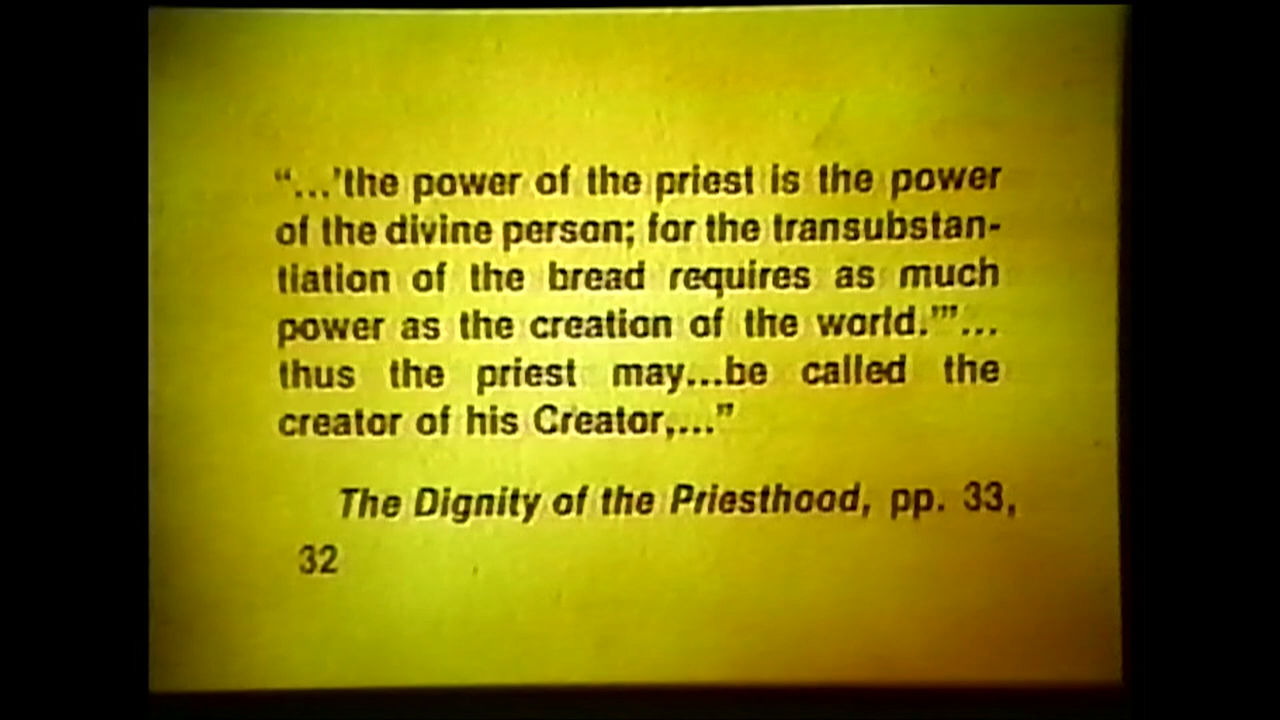 “...'the power of the priest is the power
of the divine person; for the transubstan-
tiation of the bread requires as much
power as the creation of the world.'”...
thus the priest may...be called the
creator of his Creator,...”
The Dignity of the Priesthood, pp. 33,
32